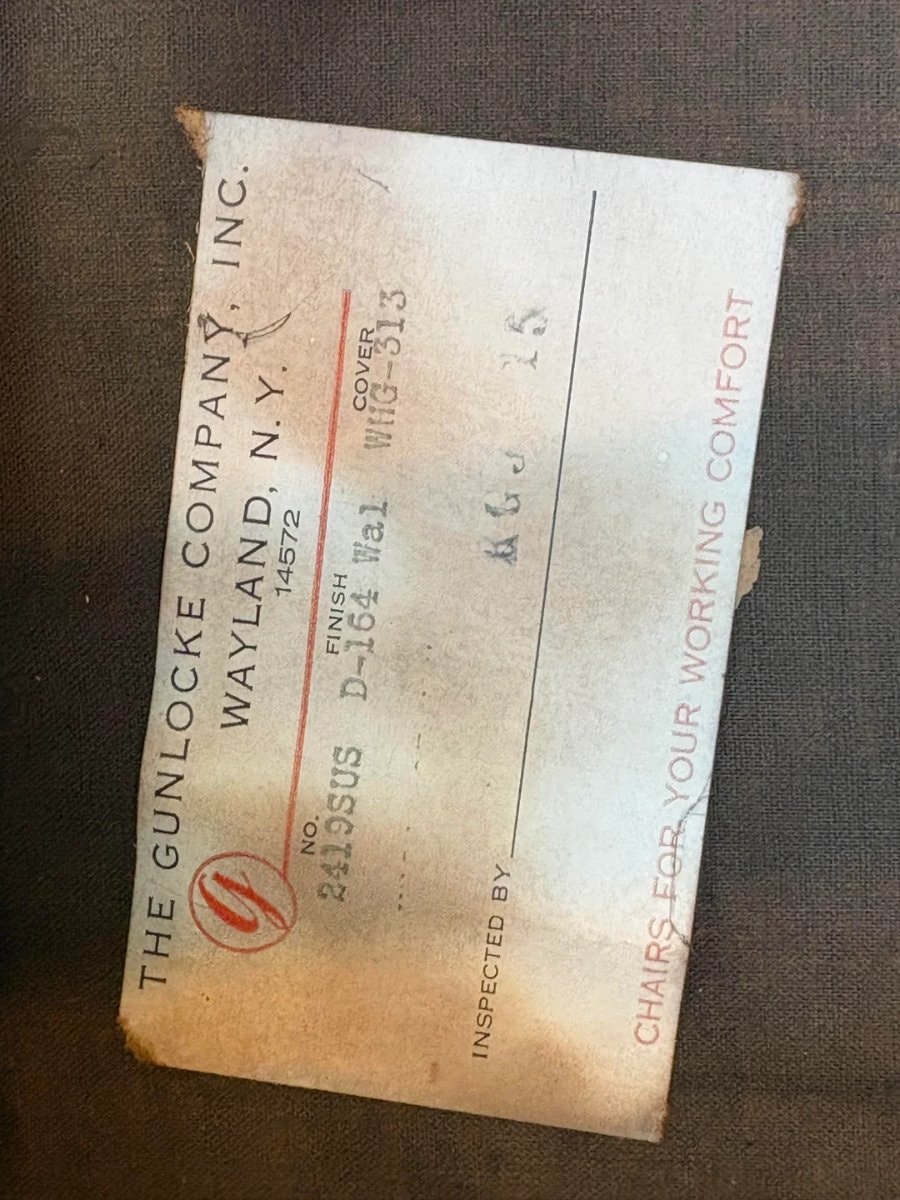 THE GUNLOCKE COMPANY, INC.
WAYLAND, N. Y.
14572
NO. FINISH COVER
2419SUS D-164 Wal WHG-313
15
INSPECTED BY
CHAIRS FOR YOUR WORKING COMFORT